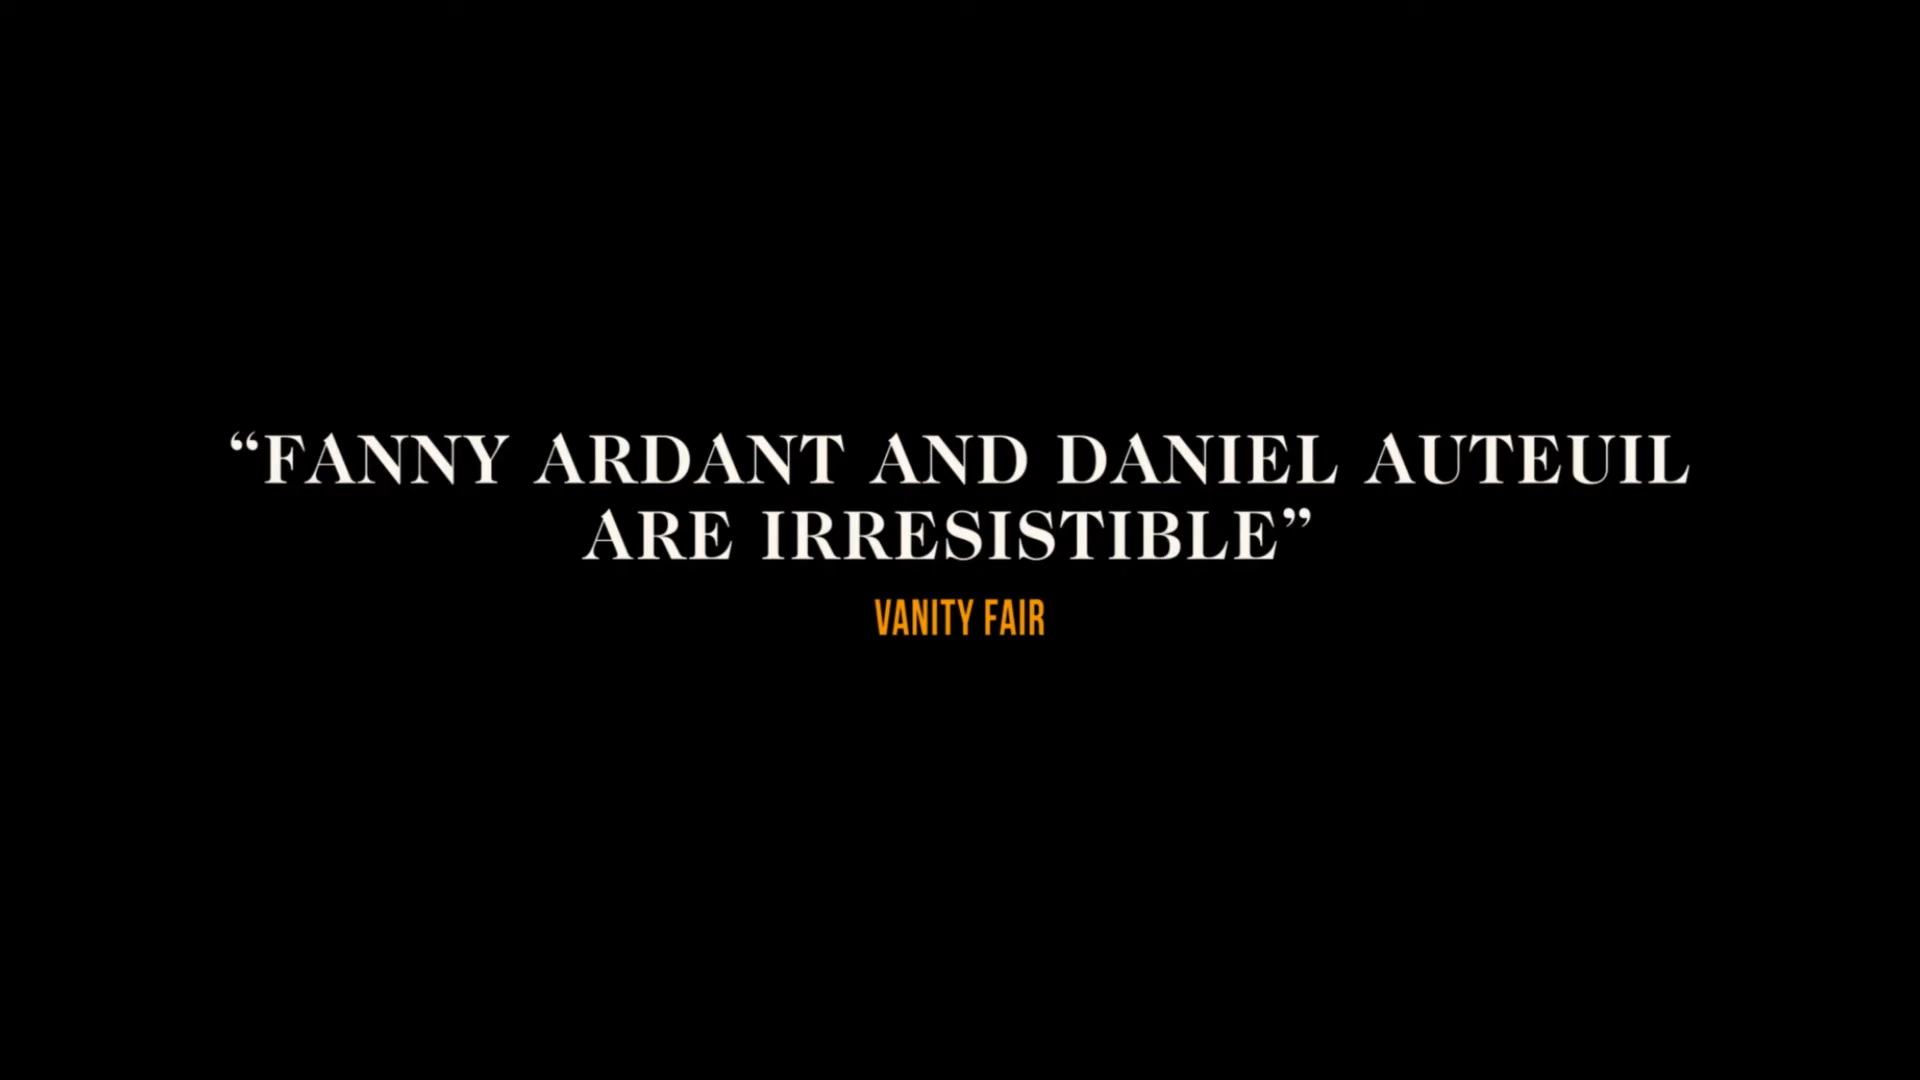 “FANNY ARDANT AND DANIEL AUTEUIL
ARE IRRESISTIBLE”
VANITY FAIR